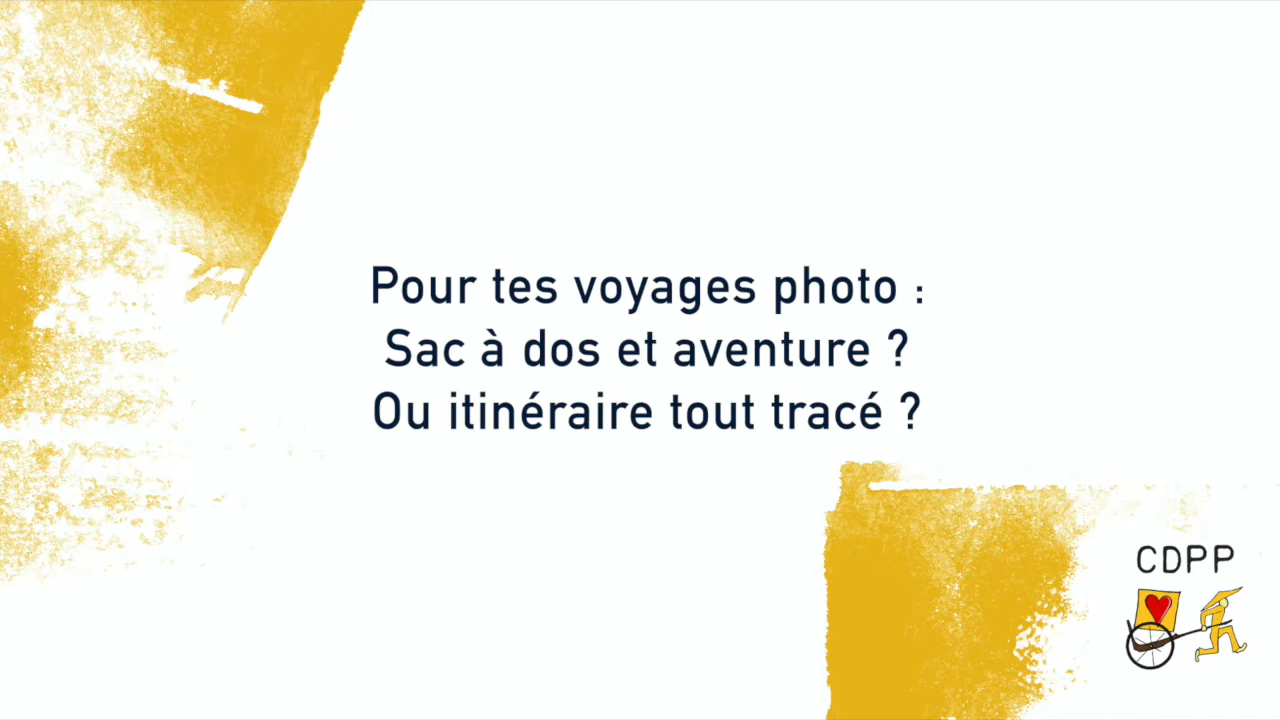 Pour tes voyages photo :
Sac à dos et aventure ?
Ou itinéraire tout tracé ?
CDPP